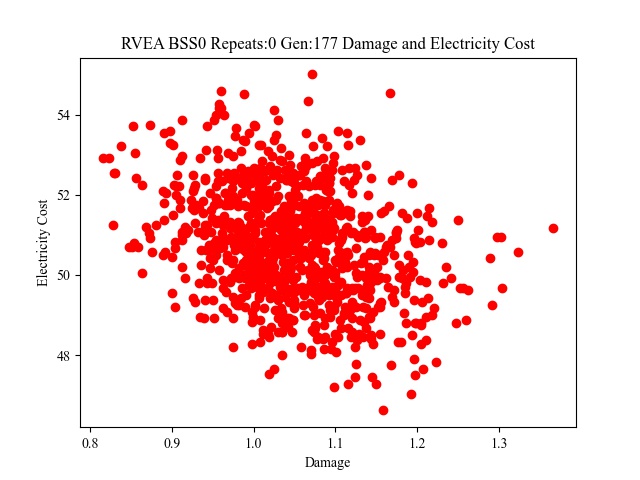 RVEA BSS0 Repeats:0 Gen:177 Damage and Electricity Cost
54
52
50
48
Electricity Cost
0.8 0.9 1.0 1.1 1.2 1.3
Damage